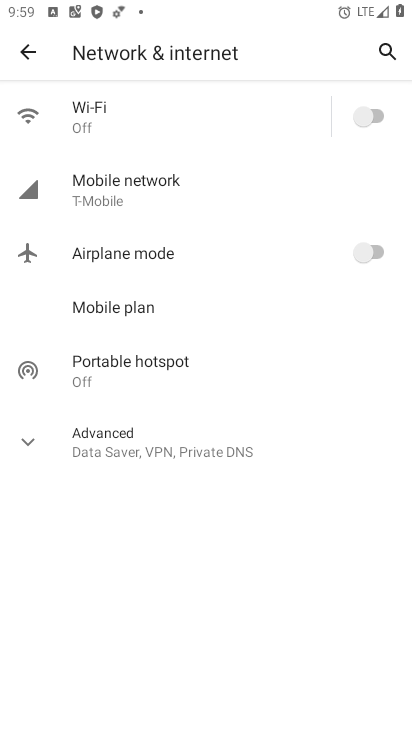 9:59
LTE
Network & internet
Wi-Fi
Off
Mobile network
T-Mobile
Airplane mode
Mobile plan
Portable hotspot
Off
Advanced
Data Saver, VPN, Private DNS